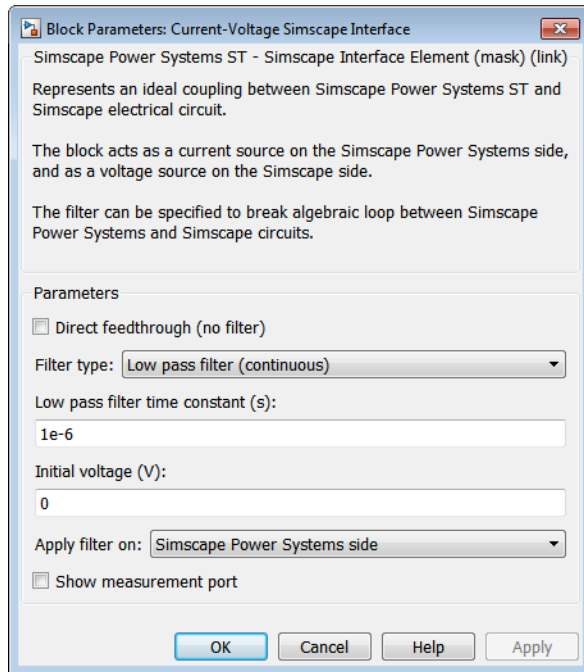 Block Parameters: Current-Voltage Simscape Interface
Simscape Power Systems ST - Simscape Interface Element (mask) (link)
Represents an ideal coupling between Simscape Power Systems ST and
Simscape electrical circuit.
The block acts as a current source on the Simscape Power Systems side,
and as a voltage source on the Simscape side.
The filter can be specified to break algebraic loop between Simscape
Power Systems and Simscape circuits.
Parameters
Direct feedthrough (no filter)
Filter type: Low pass filter (continuous)
Low pass filter time constant (s):
1e-6
Initial voltage (V):
0
Apply filter on: Simscape Power Systems side
Show measurement port
OK Cancel Help Apply